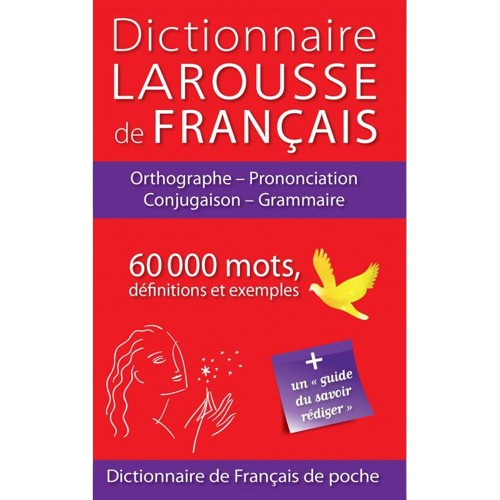 Dictionnaire
LAROUSSE
de FRANÇAIS
Orthographe – Prononciation
Conjugaison – Grammaire
60 000 mots,
définitions et exemples
+
un « guide
du savoir
rédiger »
Dictionnaire de Français de poche